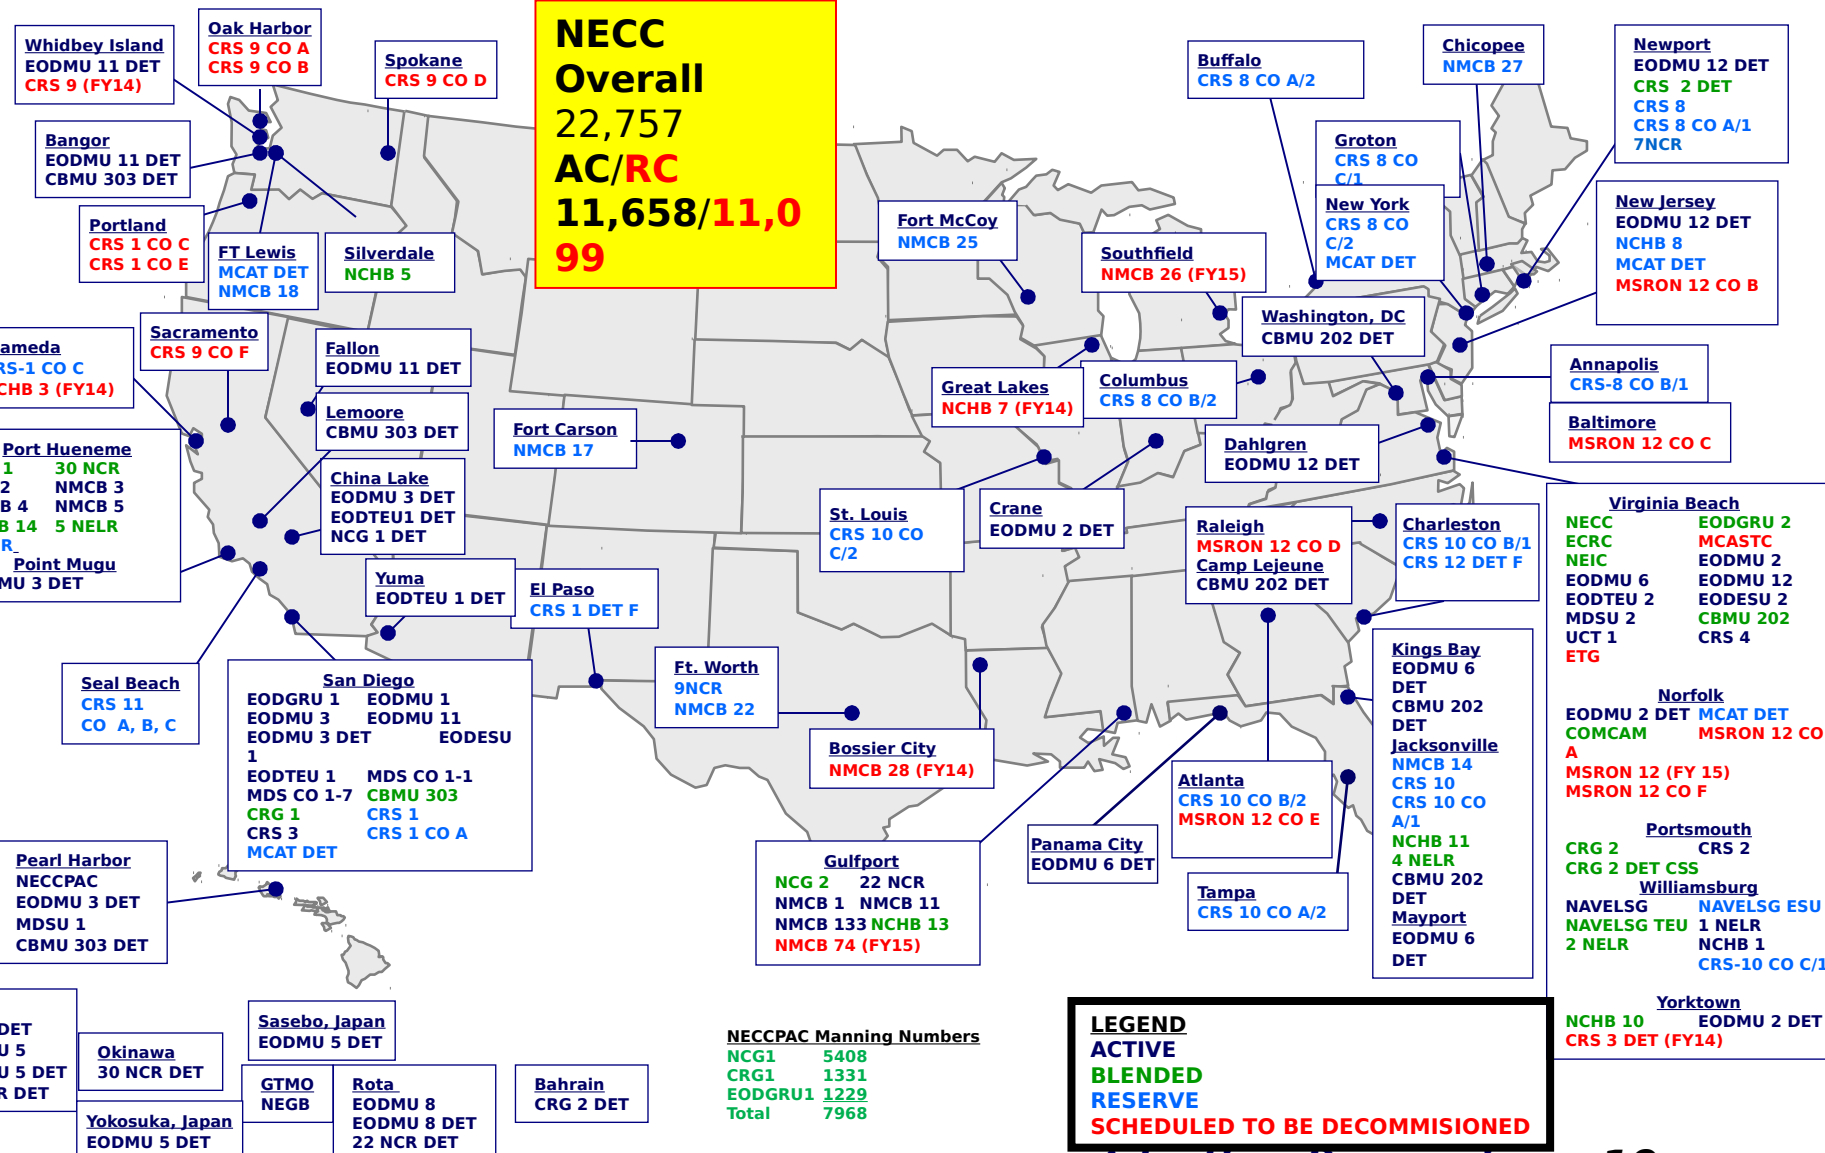 Whidbey Island
EODMU 11 DET
CRS 9 (FY14)
Oak Harbor
CRS 9 CO A
CRS 9 CO B
Spokane
CRS 9 CO D
NECC
Overall
22,757
AC/RC
11,658/11,0
99
Buffalo
CRS 8 CO A/2
Chicopee
NMCB 27
Newport
EODMU 12 DET
CRS 2 DET
CRS 8
CRS 8 CO A/1
7NCR
Bangor
EODMU 11 DET
CBMU 303 DET
Groton
CRS 8 CO
C/1
New York
CRS 8 CO
C/2
MCAT DET
New Jersey
EODMU 12 DET
NCHB 8
MCAT DET
MSRON 12 CO B
Portland
CRS 1 CO C
CRS 1 CO E
FT Lewis
MCAT DET
NMCB 18
Silverdale
NCHB 5
Fort McCoy
NMCB 25
Southfield
NMCB 26 (FY15)
Washington, DC
CBMU 202 DET
ameda
RS-1 CO C
CHB 3 (FY14)
Sacramento
CRS 9 CO F
Fallon
EODMU 11 DET
Lemoore
CBMU 303 DET
Great Lakes
NCHB 7 (FY14)
Columbus
CRS 8 CO B/2
Annapolis
CRS-8 CO B/1
Baltimore
MSRON 12 CO C
Port Hueneme
1 30 NCR
2 NMCB 3
B 4 NMCB 5
B 14 5 NELR
R
Point Mugu
MU 3 DET
China Lake
EODMU 3 DET
EODTEU1 DET
NCG 1 DET
Fort Carson
NMCB 17
Dahlgren
EODMU 12 DET
St. Louis
CRS 10 CO
C/2
Crane
EODMU 2 DET
Raleigh
MSRON 12 CO D
Camp Lejeune
CBMU 202 DET
Charleston
CRS 10 CO B/1
CRS 12 DET F
Virginia Beach
NECC EODGRU 2
ECRC MCASTC
NEIC EODMU 2
EODMU 6 EODMU 12
EODTEU 2 EODESU 2
MDSU 2 CBMU 202
UCT 1 CRS 4
ETG
Norfolk
EODMU 2 DET MCAT DET
COMCAM MSRON 12 CO
A
MSRON 12 (FY 15)
MSRON 12 CO F
Portsmouth
CRG 2 CRS 2
CRG 2 DET CSS
Williamsburg
NAVELSG NAVELSG ESU
NAVELSG TEU 1 NELR
2 NELR NCHB 1
CRS-10 CO C/1
Yorktown
NCHB 10 EODMU 2 DET
CRS 3 DET (FY14)
Yuma
EODTEU 1 DET
El Paso
CRS 1 DET F
Seal Beach
CRS 11
CO A, B, C
San Diego
EODGRU 1 EODMU 1
EODMU 3 EODMU 11
EODMU 3 DET EODESU
1
EODTEU 1 MDS CO 1-1
MDS CO 1-7 CBMU 303
CRG 1 CRS 1
CRS 3 CRS 1 CO A
MCAT DET
Ft. Worth
9NCR
NMCB 22
Bossier City
NMCB 28 (FY14)
Kings Bay
EODMU 6
DET
CBMU 202
DET
Jacksonville
NMCB 14
CRS 10
CRS 10 CO
A/1
NCHB 11
4 NELR
CBMU 202
DET
Mayport
EODMU 6
DET
Atlanta
CRS 10 CO B/2
MSRON 12 CO E
Panama City
EODMU 6 DET
Tampa
CRS 10 CO A/2
Gulfport
NCG 2 22 NCR
NMCB 1 NMCB 11
NMCB 133 NCHB 13
NMCB 74 (FY15)
Pearl Harbor
NECCPAC
EODMU 3 DET
MDSU 1
CBMU 303 DET
DET
U 5
U 5 DET
R DET
Okinawa
30 NCR DET
Yokosuka, Japan
EODMU 5 DET
Sasebo, Japan
EODMU 5 DET
GTMO
NEGB
Rota
EODMU 8
EODMU 8 DET
22 NCR DET
Bahrain
CRG 2 DET
NECCPAC Manning Numbers
NCG1 5408
CRG1 1331
EODGRU1 1229
Total 7968
LEGEND
ACTIVE
BLENDED
RESERVE
SCHEDULED TO BE DECOMMISIONED